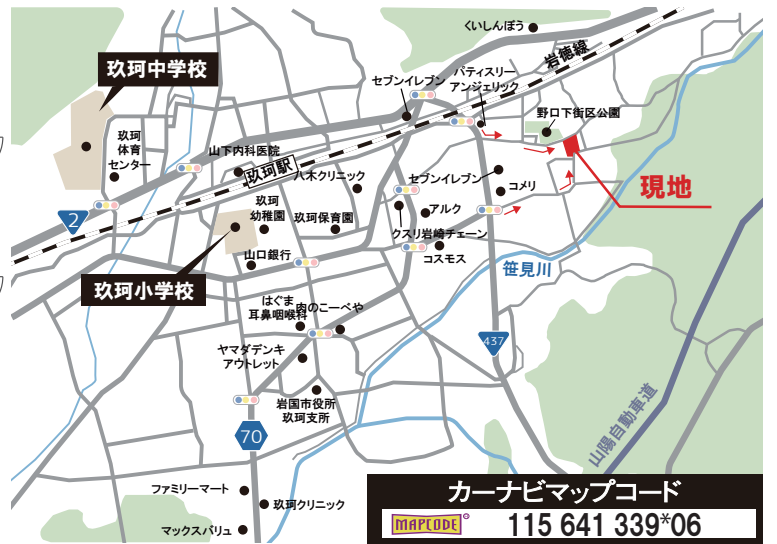 くいしんぼう
岩徳線
玖珂中学校
セブンイレブン
パティスリー
アンジェリック
野口下街区公園
玖珂
体育
センター
山下内科医院
玖珂駅
八木クリニック
セブンイレブン
コメリ
現地
2
玖珂
幼稚園
玖珂保育園
アルク
クスリ岩崎チェーン
コスモス
山口銀行
玖珂小学校
笹見川
はぐま
耳鼻咽喉科
肉のこーべや
437
ヤマダデンキ
アウトレット
岩国市役所
玖珂支所
山陽自動車道
70
ファミリーマート
玖珂クリニック
マックスバリュ
カーナビマップコード
MAPCODE® 115 641 339*06